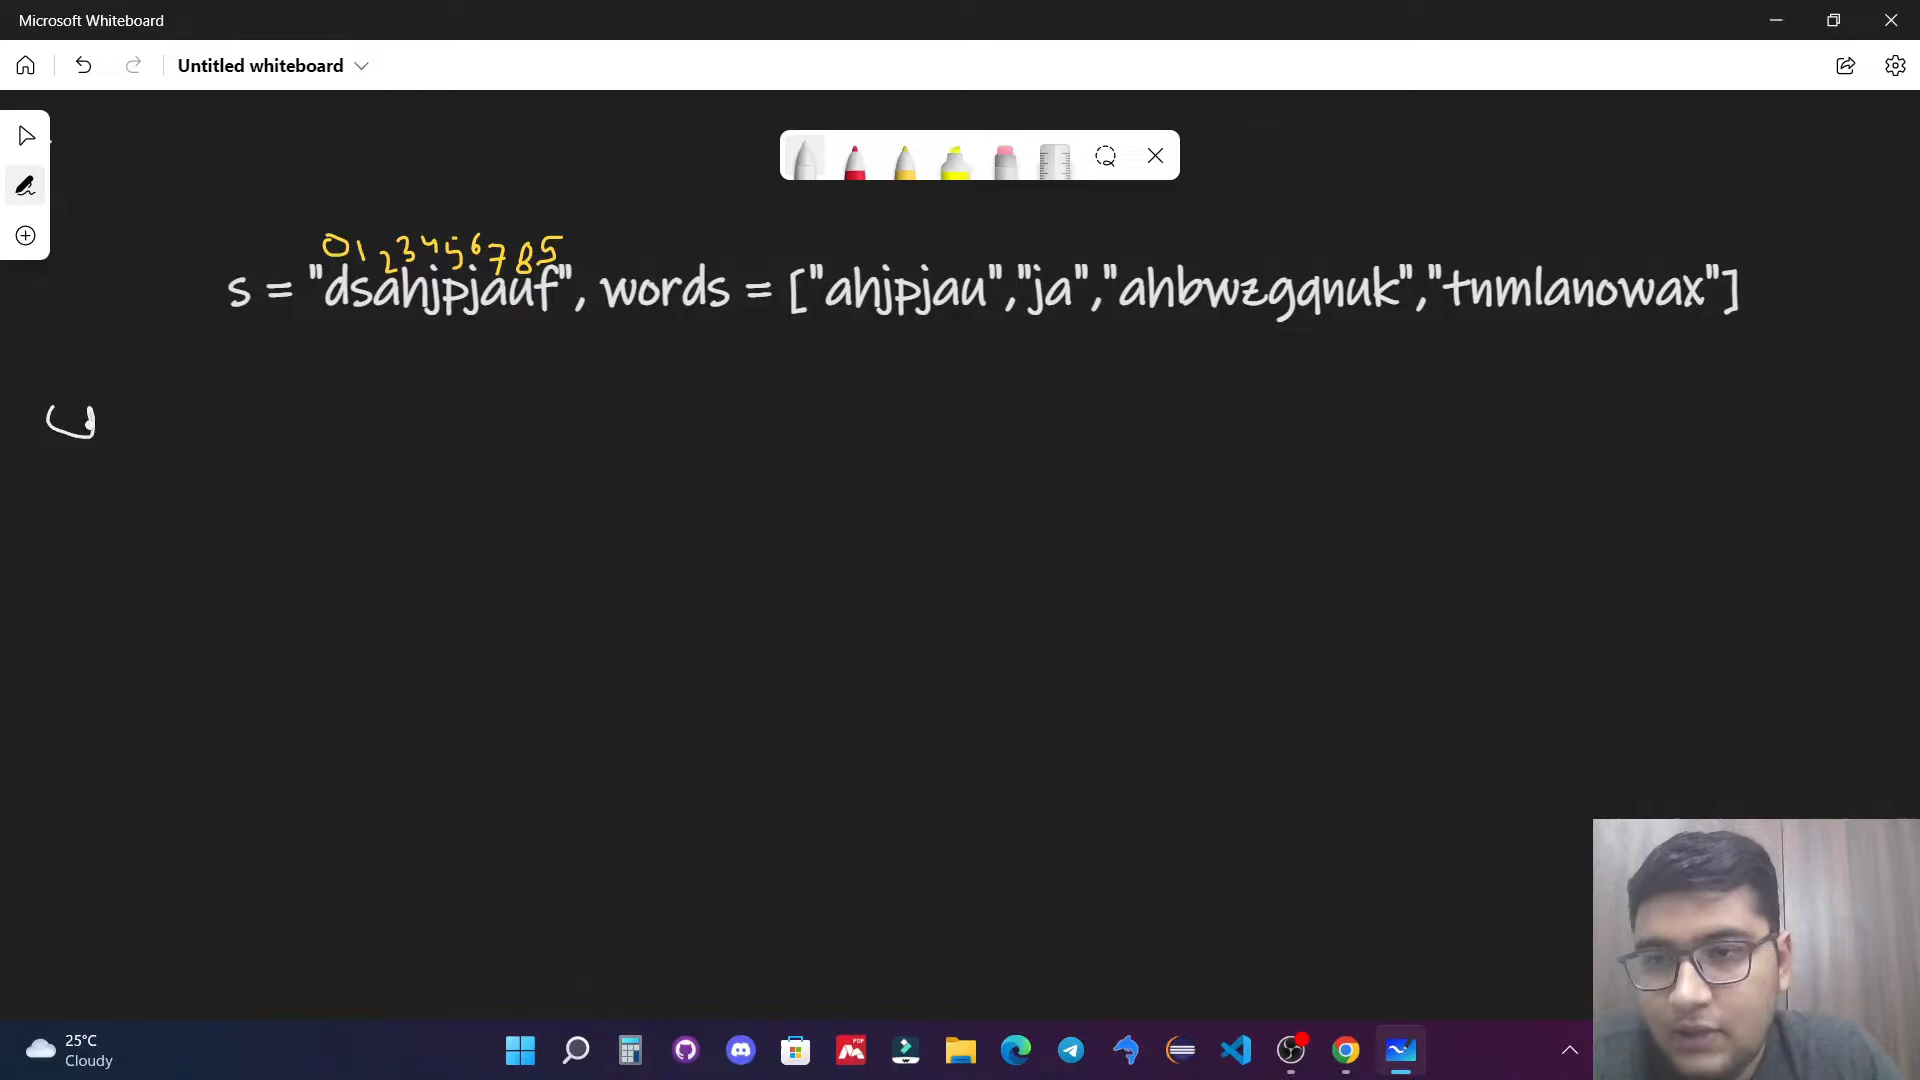 Microsoft Whiteboard
Untitled whiteboard
0 1 2 3 4 5 6 7 8 5
s = "dsahjpjauf", words = ["ahjpjau","ja","ahbwzgqnuk","tnmlanowax"]
25°C
Cloudy